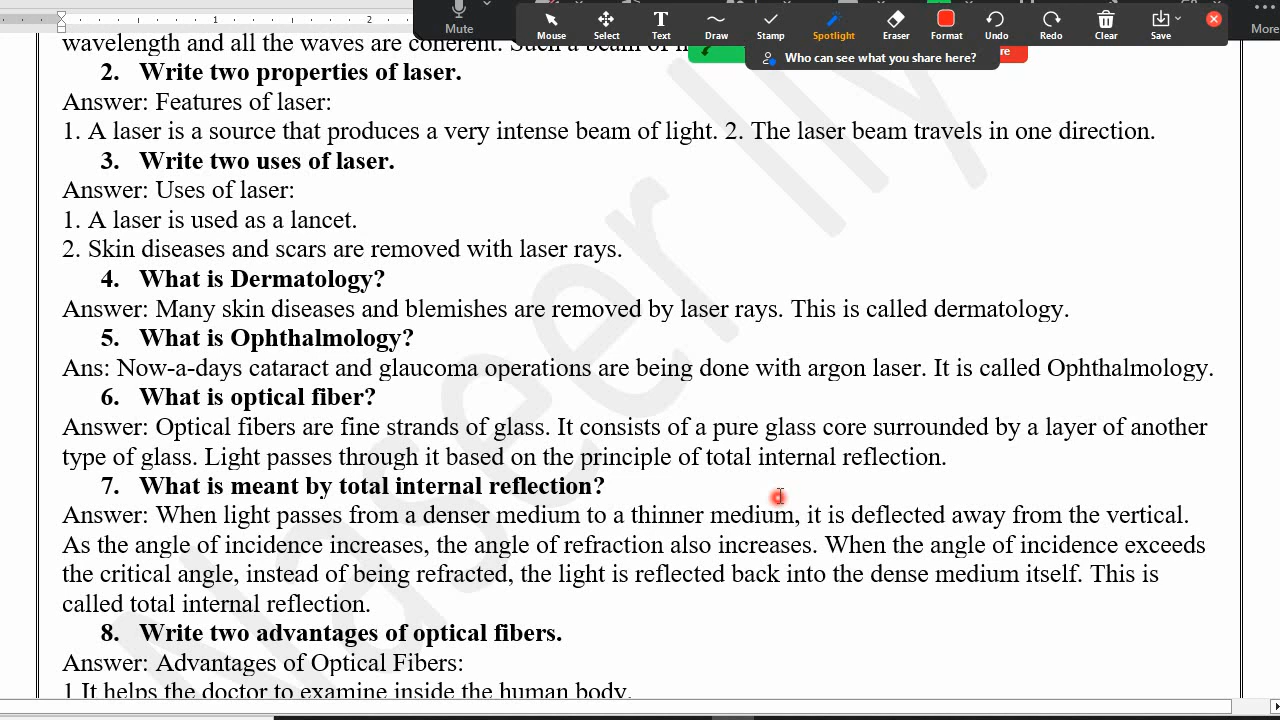 1 2
Mute Mouse Select Text Draw Stamp Spotlight Eraser Format Undo Redo Clear Save More
Who can see what you share here?
wavelength and all the waves are coherent. Such a beam of
2. Write two properties of laser.
Answer: Features of laser:
1. A laser is a source that produces a very intense beam of light. 2. The laser beam travels in one direction.
3. Write two uses of laser.
Answer: Uses of laser:
1. A laser is used as a lancet.
2. Skin diseases and scars are removed with laser rays.
4. What is Dermatology?
Answer: Many skin diseases and blemishes are removed by laser rays. This is called dermatology.
5. What is Ophthalmology?
Ans: Now-a-days cataract and glaucoma operations are being done with argon laser. It is called Ophthalmology.
6. What is optical fiber?
Answer: Optical fibers are fine strands of glass. It consists of a pure glass core surrounded by a layer of another
type of glass. Light passes through it based on the principle of total internal reflection.
7. What is meant by total internal reflection?
Answer: When light passes from a denser medium to a thinner medium, it is deflected away from the vertical.
As the angle of incidence increases, the angle of refraction also increases. When the angle of incidence exceeds
the critical angle, instead of being refracted, the light is reflected back into the dense medium itself. This is
called total internal reflection.
8. Write two advantages of optical fibers.
Answer: Advantages of Optical Fibers:
1 It helps the doctor to examine inside the human body.